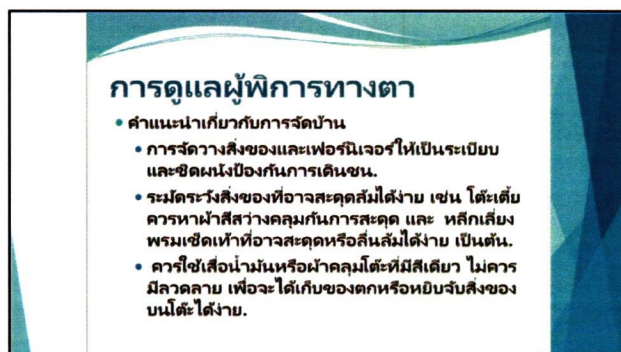 การดูแลผู้พิการทางตา
• คำแนะนำเกี่ยวกับการจัดบ้าน
• การจัดวางสิ่งของและเฟอร์นิเจอร์ให้เป็นระเบียบ
และชิดผนังป้องกันการเดินชน.
• ระมัดระวังสิ่งของที่อาจสะดุดล้มได้ง่าย เช่น โต๊ะเตี้ย
ควรหาผ้าสีสว่างคลุมกันการสะดุด และ หลีกเลี่ยง
พรมเช็ดเท้าที่อาจสะดุดหรือลื่นล้มได้ง่าย เป็นต้น.
• ควรใช้เสื่อน้ำมันหรือผ้าคลุมโต๊ะที่มีสีเดียว ไม่ควร
มีลวดลาย เพื่อจะได้เก็บของตกหรือหยิบจับสิ่งของ
บนโต๊ะได้ง่าย.